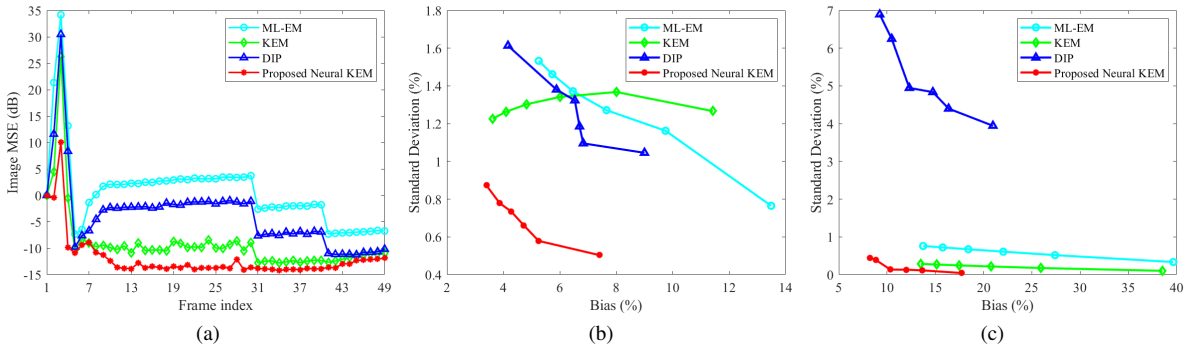 35
30
25
20
15
10
5
0
-5
-10
-15
Image MSE (dB)
1
7
13
19
25
31
37
43
49
Frame index
ML-EM
KEM
DIP
Proposed Neural KEM
(a)
1.8
1.6
1.4
1.2
1
0.8
0.6
0.4
Standard Deviation (%)
2
4
6
8
10
12
14
Bias (%)
ML-EM
KEM
DIP
Proposed Neural KEM
(b)
7
6
5
4
3
2
1
0
Standard Deviation (%)
10
15
20
25
30
35
40
Bias (%)
ML-EM
KEM
DIP
Proposed Neural KEM
(c)